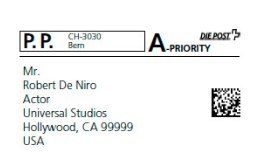 P. P. CH-3030 Bern A-PRIORITY DIE POST
Mr.
Robert De Niro
Actor
Universal Studios
Hollywood, CA 99999
USA